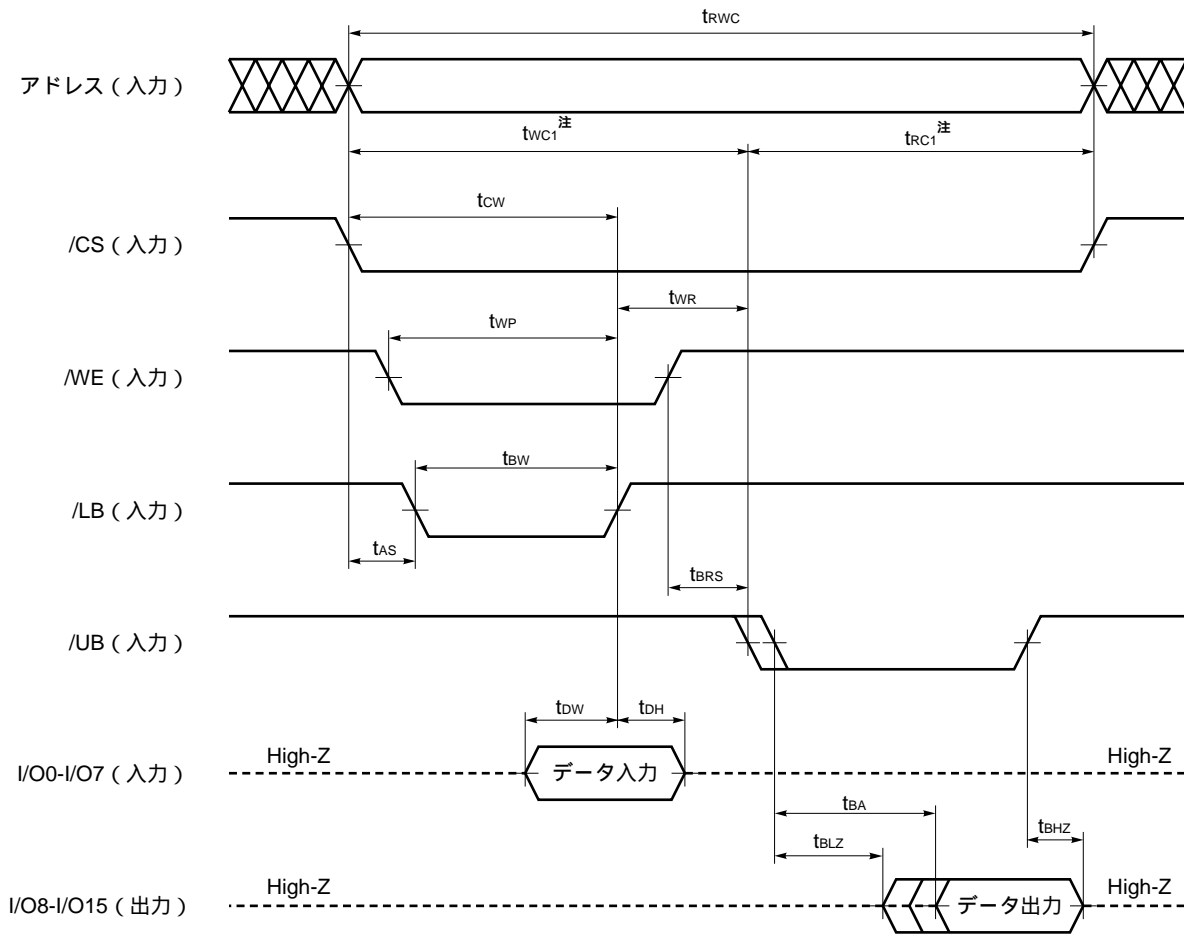 tRWC
アドレス（入力）
tWC1注
tRC1注
tCW
/CS（入力）
tWR
tWP
/WE（入力）
tBW
/LB（入力）
tAS
tBRS
/UB（入力）
tDW
tDH
High-Z
High-Z
I/O0-I/O7（入力）
データ入力
tBA
tBHZ
tBLZ
High-Z
High-Z
I/O8-I/O15（出力）
データ出力